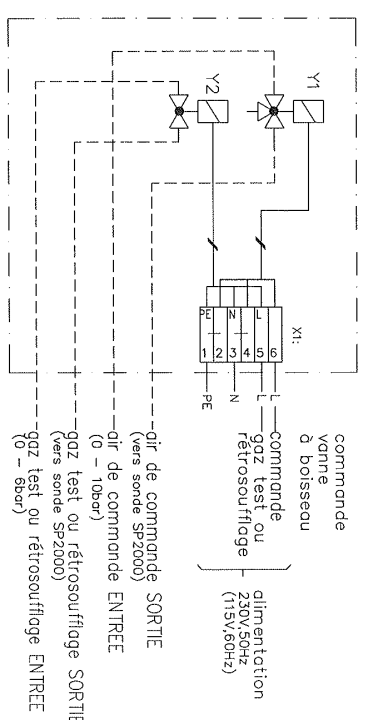 commande
vanne
à boisseau
Y1
Y2
X1:
PE N L
1 2 3 4 5 6
L
L
N
PE
commande
gaz test ou
rétrosoufflage
alimentation
230V,50Hz
(115V,60Hz)
air de commande SORTIE
(vers sonde SP2000)
air de commande ENTREE
(0 – 10bar)
gaz test ou rétrosoufflage SORTIE
(vers sonde SP2000)
gaz test ou rétrosoufflage ENTREE
(0 – 6bar)